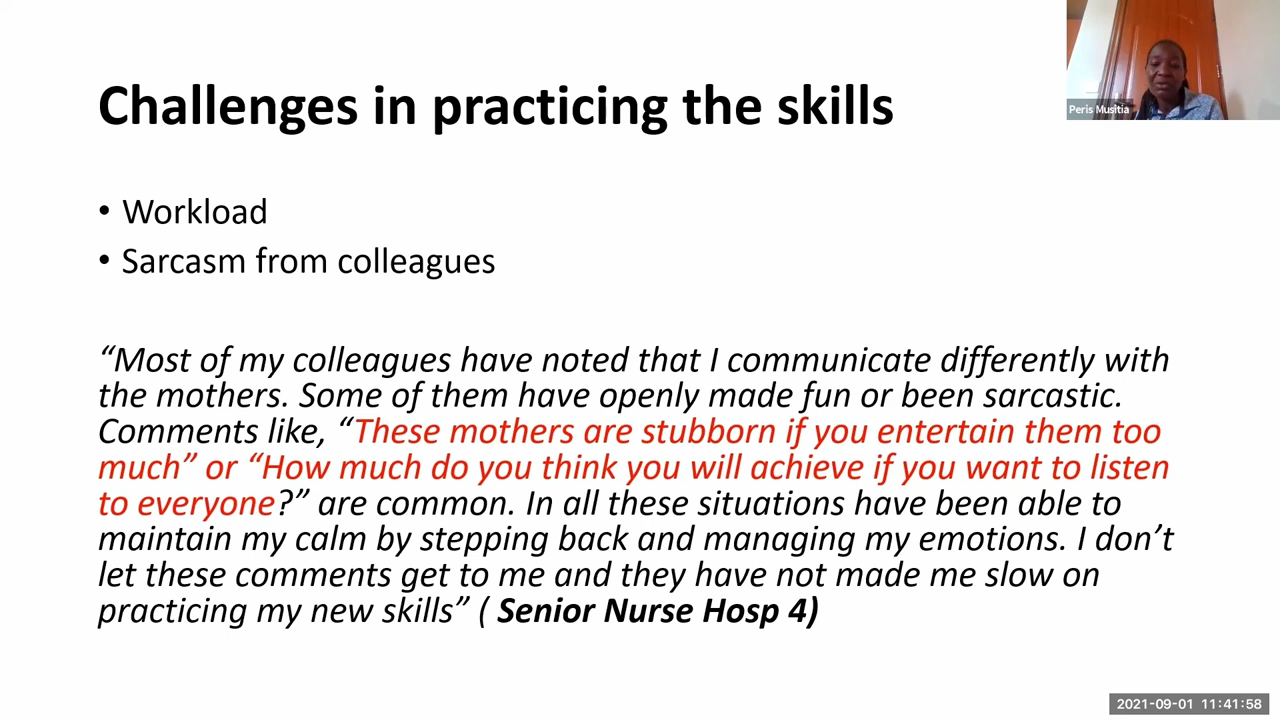 Challenges in practicing the skills
Peris Musitia
• Workload
• Sarcasm from colleagues
“Most of my colleagues have noted that I communicate differently with
the mothers. Some of them have openly made fun or been sarcastic.
Comments like, “These mothers are stubborn if you entertain them too
much” or “How much do you think you will achieve if you want to listen
to everyone?” are common. In all these situations have been able to
maintain my calm by stepping back and managing my emotions. I don’t
let these comments get to me and they have not made me slow on
practicing my new skills” ( Senior Nurse Hosp 4)
2021-09-01 11:41:58